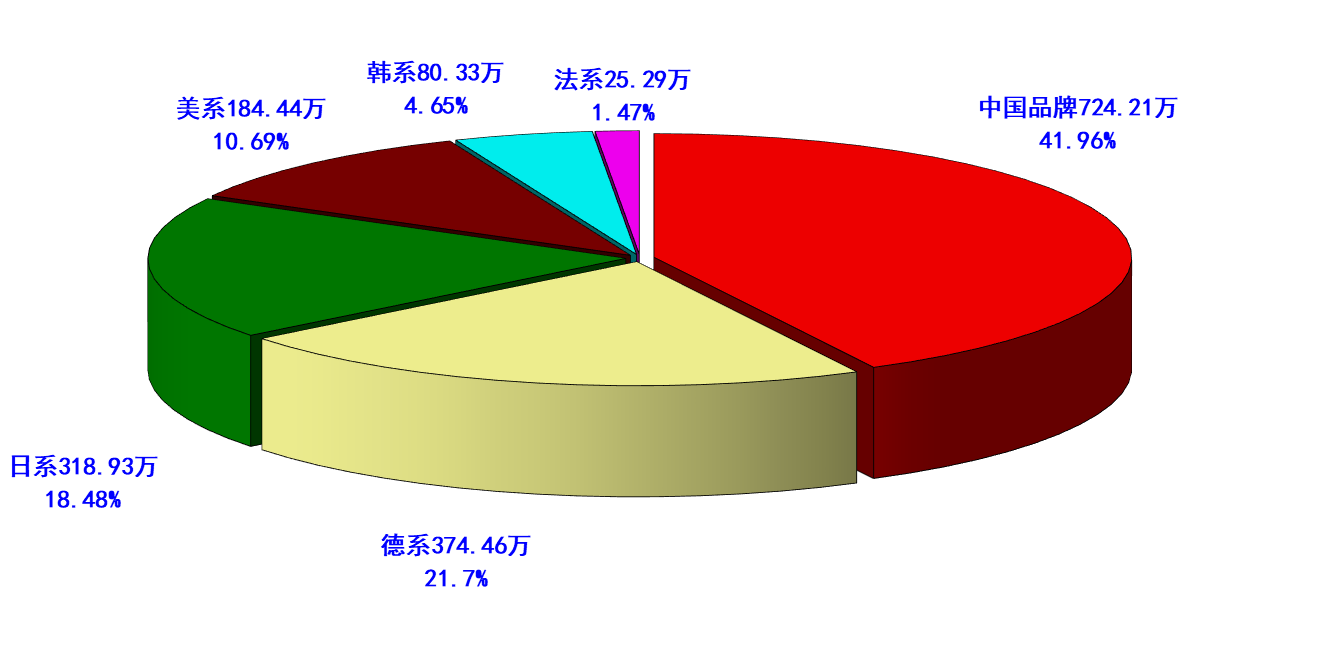 韩系80.33万
4.65%
法系25.29万
1.47%
美系184.44万
10.69%
中国品牌724.21万
41.96%
日系318.93万
18.48%
德系374.46万
21.7%